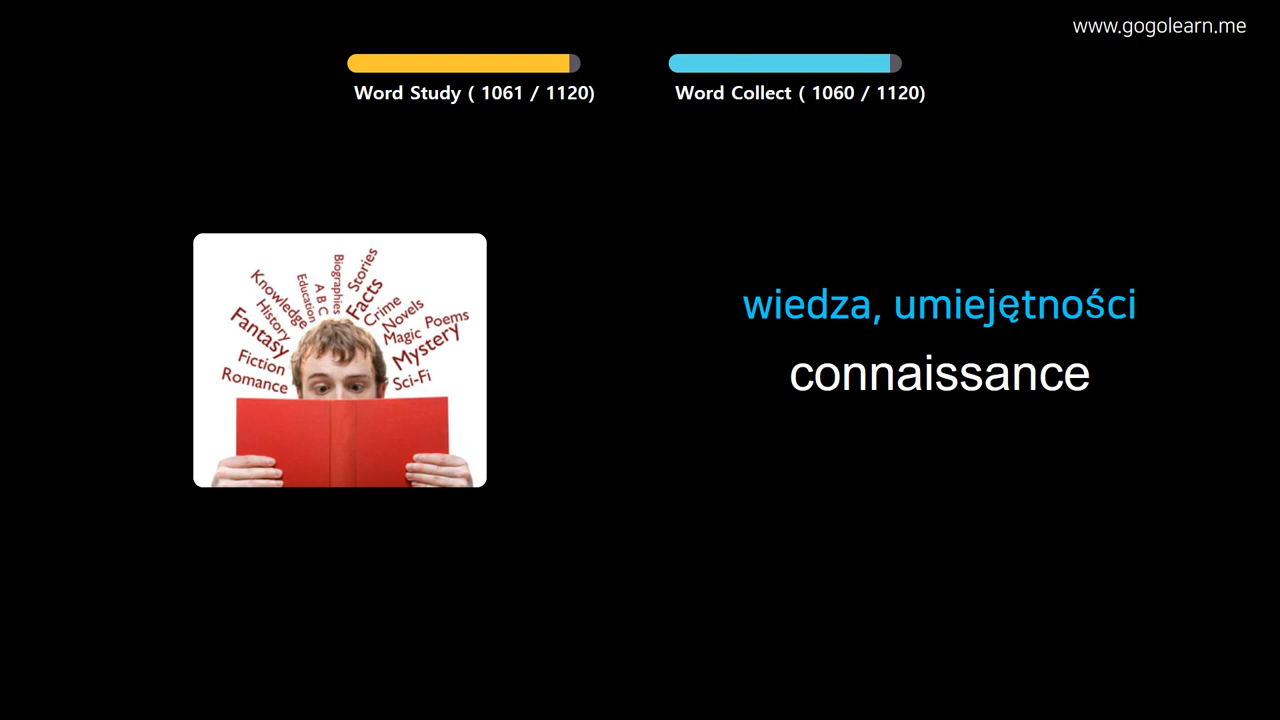 www.gogolearn.me
Word Study ( 1061 / 1120)
Word Collect ( 1060 / 1120)
Knowledge
History
Fantasy
Fiction
Romance
Education
A B C
Biographies
Stories
Facts
Crime
Novels
Magic
Poems
Mystery
Sci-Fi
wiedza, umiejętności
connaissance